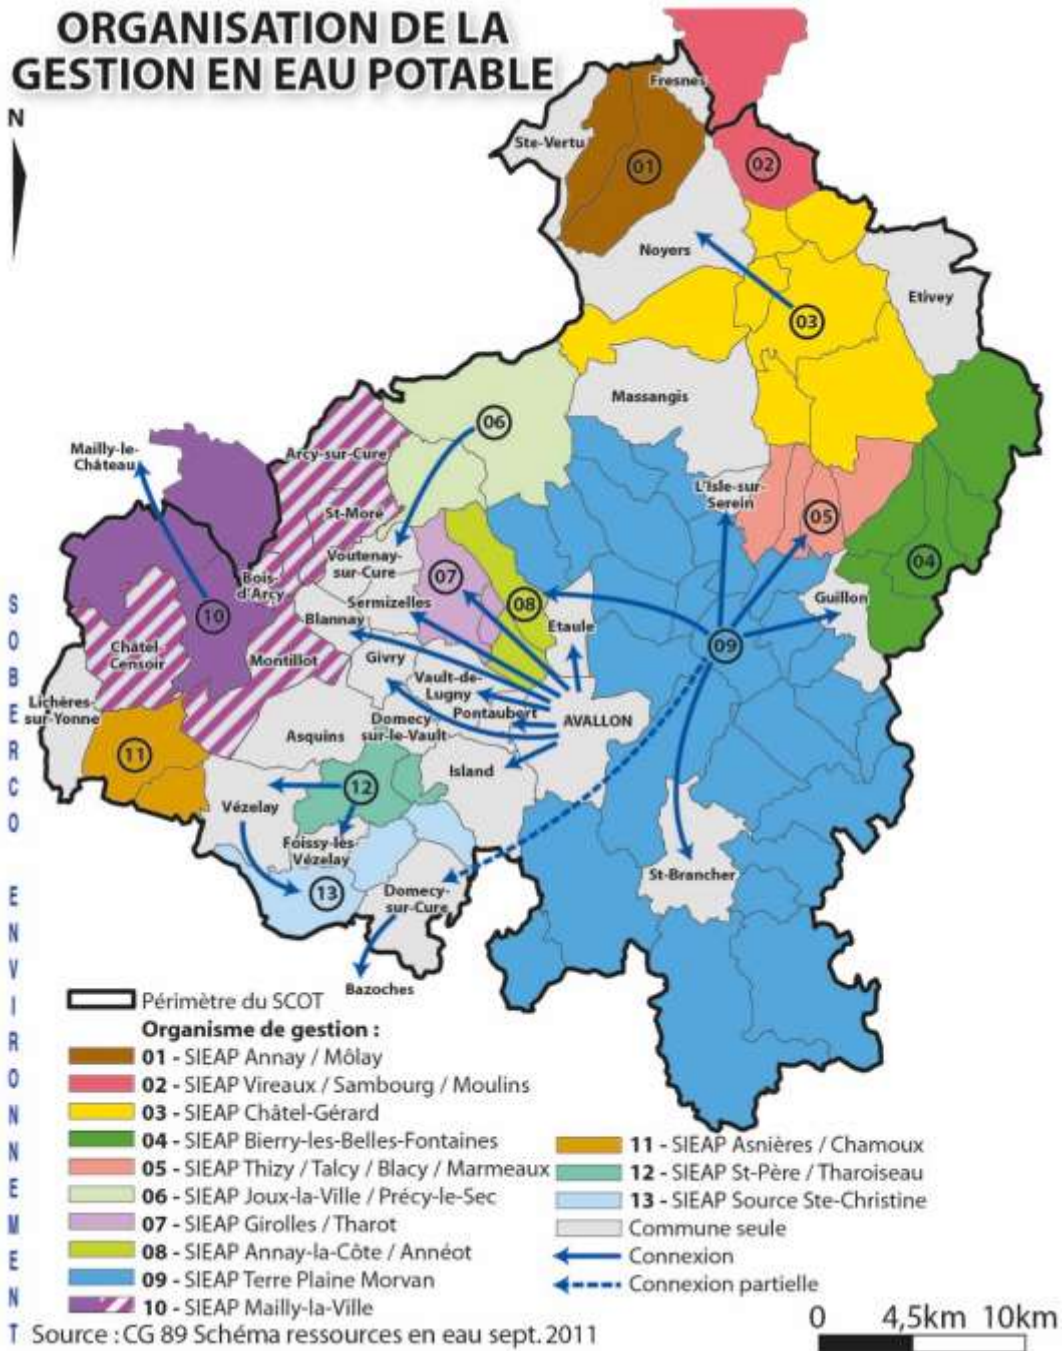 ORGANISATION DE LA
GESTION EN EAU POTABLE
N
Fresnes
Ste-Vertu
01
02
Noyers
Etivey
03
Massangis
06
Mailly-le-
Château
Arcy-sur-Cure
L'Isle-sur-
Serein
St-Moré
05
Voutenay-
sur-Cure
04
07
Bois-
d'Arcy
Sermizelles
08
Guillon
10
Blannay
Etaule
09
Châtel
Censoir
Montillot
Givry
Vault-de-
Lugny
Lichères-
sur-Yonne
Pontaubert
AVALLON
Asquins
Domecy-
sur-le-Vault
11
Island
12
Vézelay
Foissy-lès-
Vézelay
St-Brancher
13
Domecy-
sur-Cure
Bazoches
SOBERCO ENVIRONNEMENT
Périmètre du SCOT
Organisme de gestion :
01 - SIEAP Annay / Môlay
02 - SIEAP Vireaux / Sambourg / Moulins
03 - SIEAP Châtel-Gérard
04 - SIEAP Bierry-les-Belles-Fontaines
05 - SIEAP Thizy / Talcy / Blacy / Marmeaux
06 - SIEAP Joux-la-Ville / Précy-le-Sec
07 - SIEAP Girolles / Tharot
08 - SIEAP Annay-la-Côte / Annéot
09 - SIEAP Terre Plaine Morvan
10 - SIEAP Mailly-la-Ville
11 - SIEAP Asnières / Chamoux
12 - SIEAP St-Père / Tharoiseau
13 - SIEAP Source Ste-Christine
Commune seule
Connexion
Connexion partielle
Source : CG 89 Schéma ressources en eau sept. 2011
0 4,5km 10km